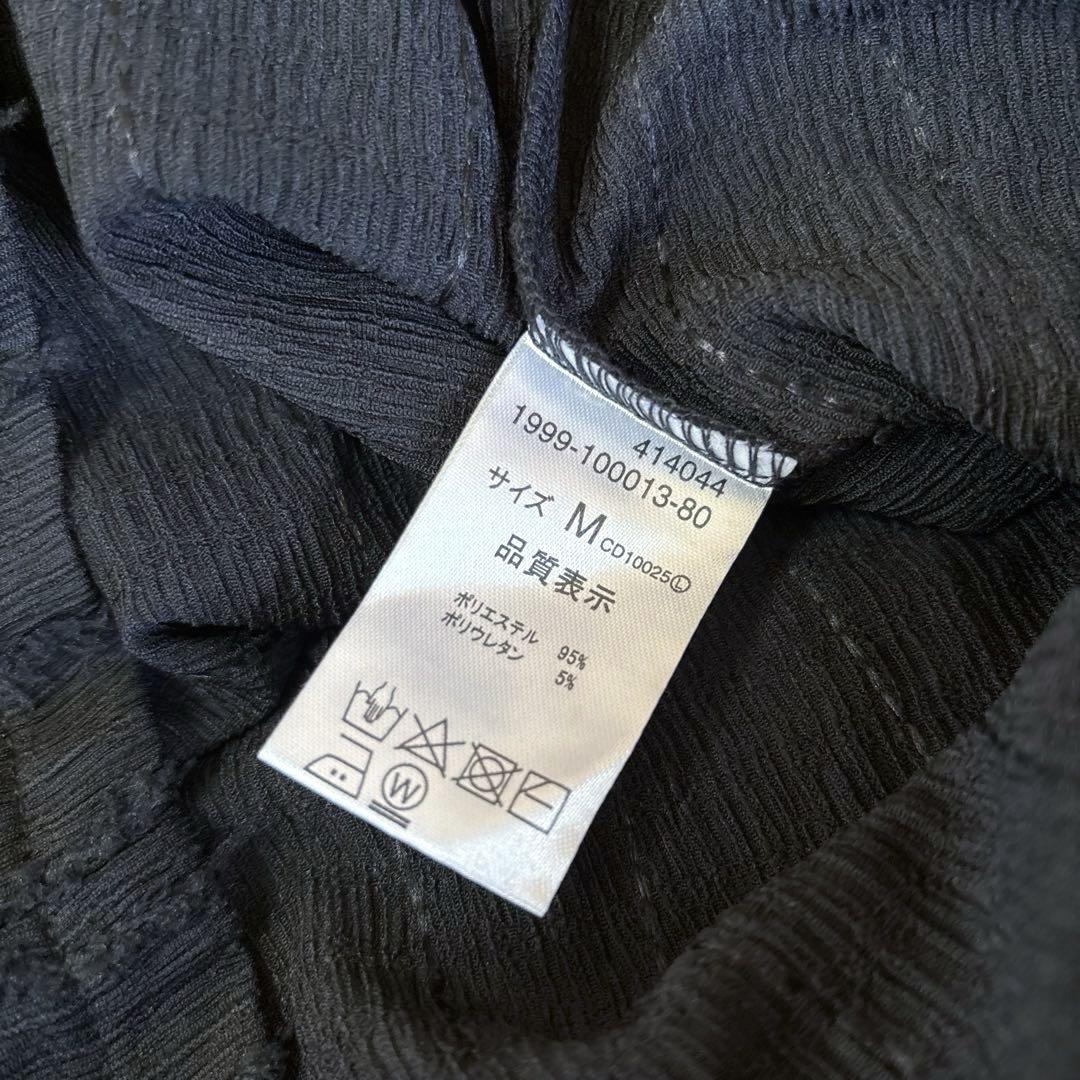 414044
1999-100013-80
サイズ M CD10025Ⓛ
品質表示
ポリエステル 95%
ポリウレタン 5%
W